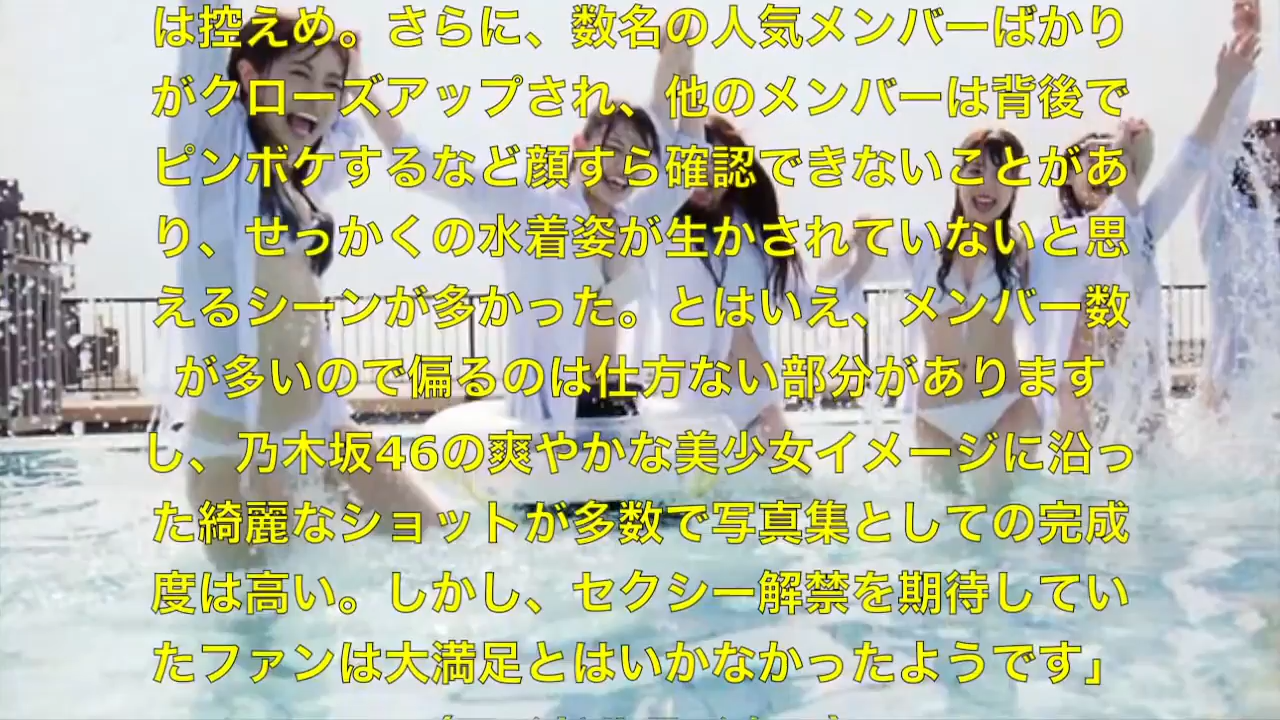 は控えめ。さらに、数名の人気メンバーばかり
がクローズアップされ、他のメンバーは背後で
ピンボケするなど顔すら確認できないことがあ
り、せっかくの水着姿が生かされていないと思
えるシーンが多かった。とはいえ、メンバー数
が多いので偏るのは仕方ない部分があります
し、乃木坂46の爽やかな美少女イメージに沿っ
た綺麗なショットが多数で写真集としての完成
度は高い。しかし、セクシー解禁を期待してい
たファンは大満足とはいかなかったようです」